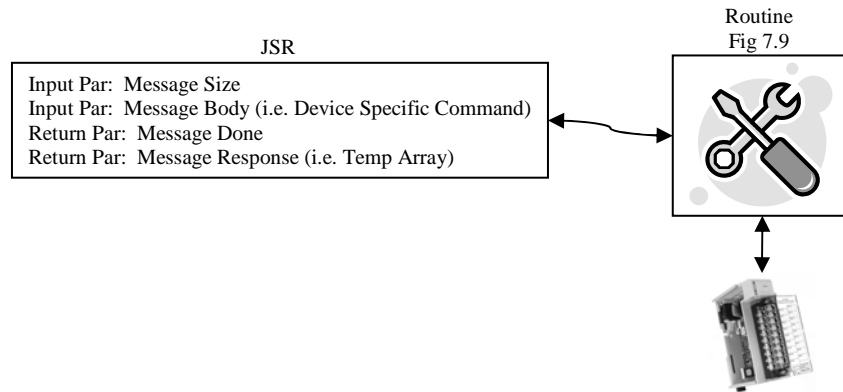 Routine
Fig 7.9
JSR
Input Par: Message Size
Input Par: Message Body (i.e. Device Specific Command)
Return Par: Message Done
Return Par: Message Response (i.e. Temp Array)